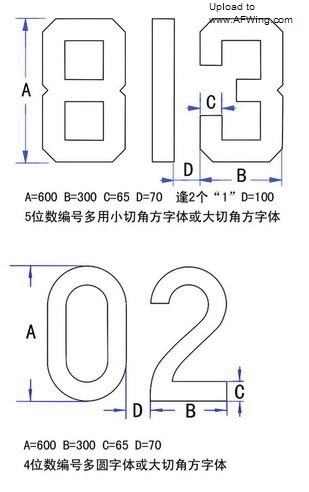 Upload to
www.AFWing.com
813
A
C
D
B
A=600 B=300 C=65 D=70 逢2个“1”D=100
5位数编号多用小切角方字体或大切角方字体
02
A
C
D
B
A=600 B=300 C=65 D=70
4位数编号多圆字体或大切角方字体